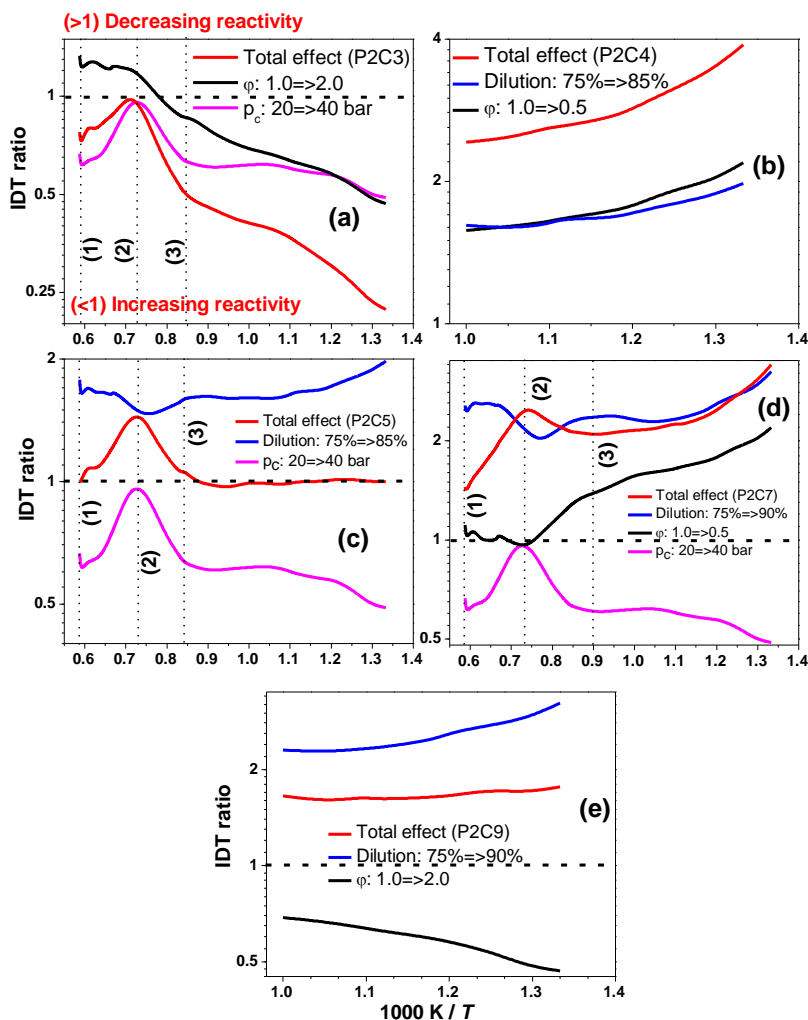 (>1) Decreasing reactivity
Total effect (P2C3)
φ: 1.0=>2.0
pc: 20=>40 bar
1
0.5
0.25
IDT ratio
(a)
(1)
(2)
(3)
(<1) Increasing reactivity
0.6 0.7 0.8 0.9 1.0 1.1 1.2 1.3 1.4
4
2
1
Total effect (P2C4)
Dilution: 75%=>85%
φ: 1.0=>0.5
(b)
1.0 1.1 1.2 1.3 1.4
2
1
0.5
IDT ratio
Total effect (P2C5)
Dilution: 75%=>85%
pC: 20=>40 bar
(1)
(2)
(3)
(c)
0.6 0.7 0.8 0.9 1.0 1.1 1.2 1.3 1.4
2
1
0.5
(d)
(1)
(2)
(3)
Total effect (P2C7)
Dilution: 75%=>90%
φ: 1.0=>0.5
pC: 20=>40 bar
0.6 0.7 0.8 0.9 1.0 1.1 1.2 1.3 1.4
2
1
0.5
IDT ratio
(e)
Total effect (P2C9)
Dilution: 75%=>90%
φ: 1.0=>2.0
1.0 1.1 1.2 1.3 1.4
1000 K / T